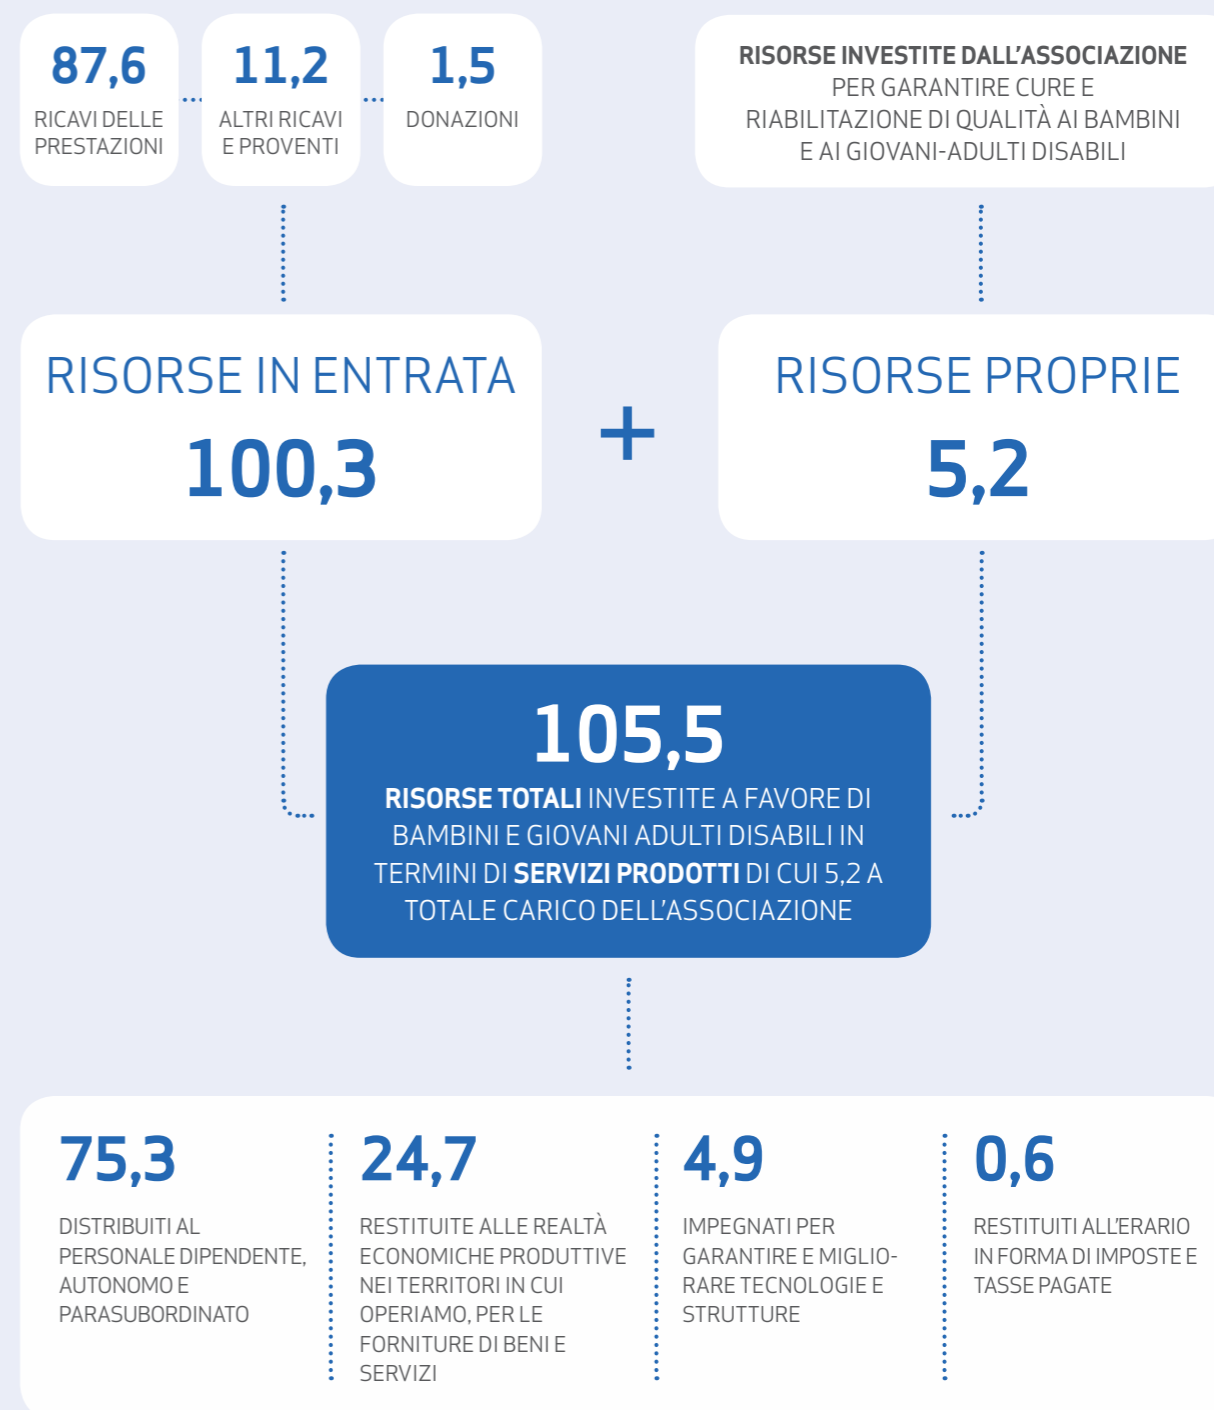 87,6
RICAVI DELLE
PRESTAZIONI
11,2
ALTRI RICAVI
E PROVENTI
1,5
DONAZIONI
RISORSE INVESTITE DALL'ASSOCIAZIONE
PER GARANTIRE CURE E
RIABILITAZIONE DI QUALITÀ AI BAMBINI
E AI GIOVANI-ADULTI DISABILI
RISORSE IN ENTRATA
100,3
+
RISORSE PROPRIE
5,2
105,5
RISORSE TOTALI INVESTITE A FAVORE DI
BAMBINI E GIOVANI ADULTI DISABILI IN
TERMINI DI SERVIZI PRODOTTI DI CUI 5,2 A
TOTALE CARICO DELL'ASSOCIAZIONE
75,3
DISTRIBUITI AL
PERSONALE DIPENDENTE,
AUTONOMO E
PARASUBORDINATO
24,7
RESTITUITE ALLE REALTÀ
ECONOMICHE PRODUTTIVE
NEI TERRITORI IN CUI
OPERIAMO, PER LE
FORNITURE DI BENI E
SERVIZI
4,9
IMPEGNATI PER
GARANTIRE E MIGLIO-
RARE TECNOLOGIE E
STRUTTURE
0,6
RESTITUITI ALL'ERARIO
IN FORMA DI IMPOSTE E
TASSE PAGATE